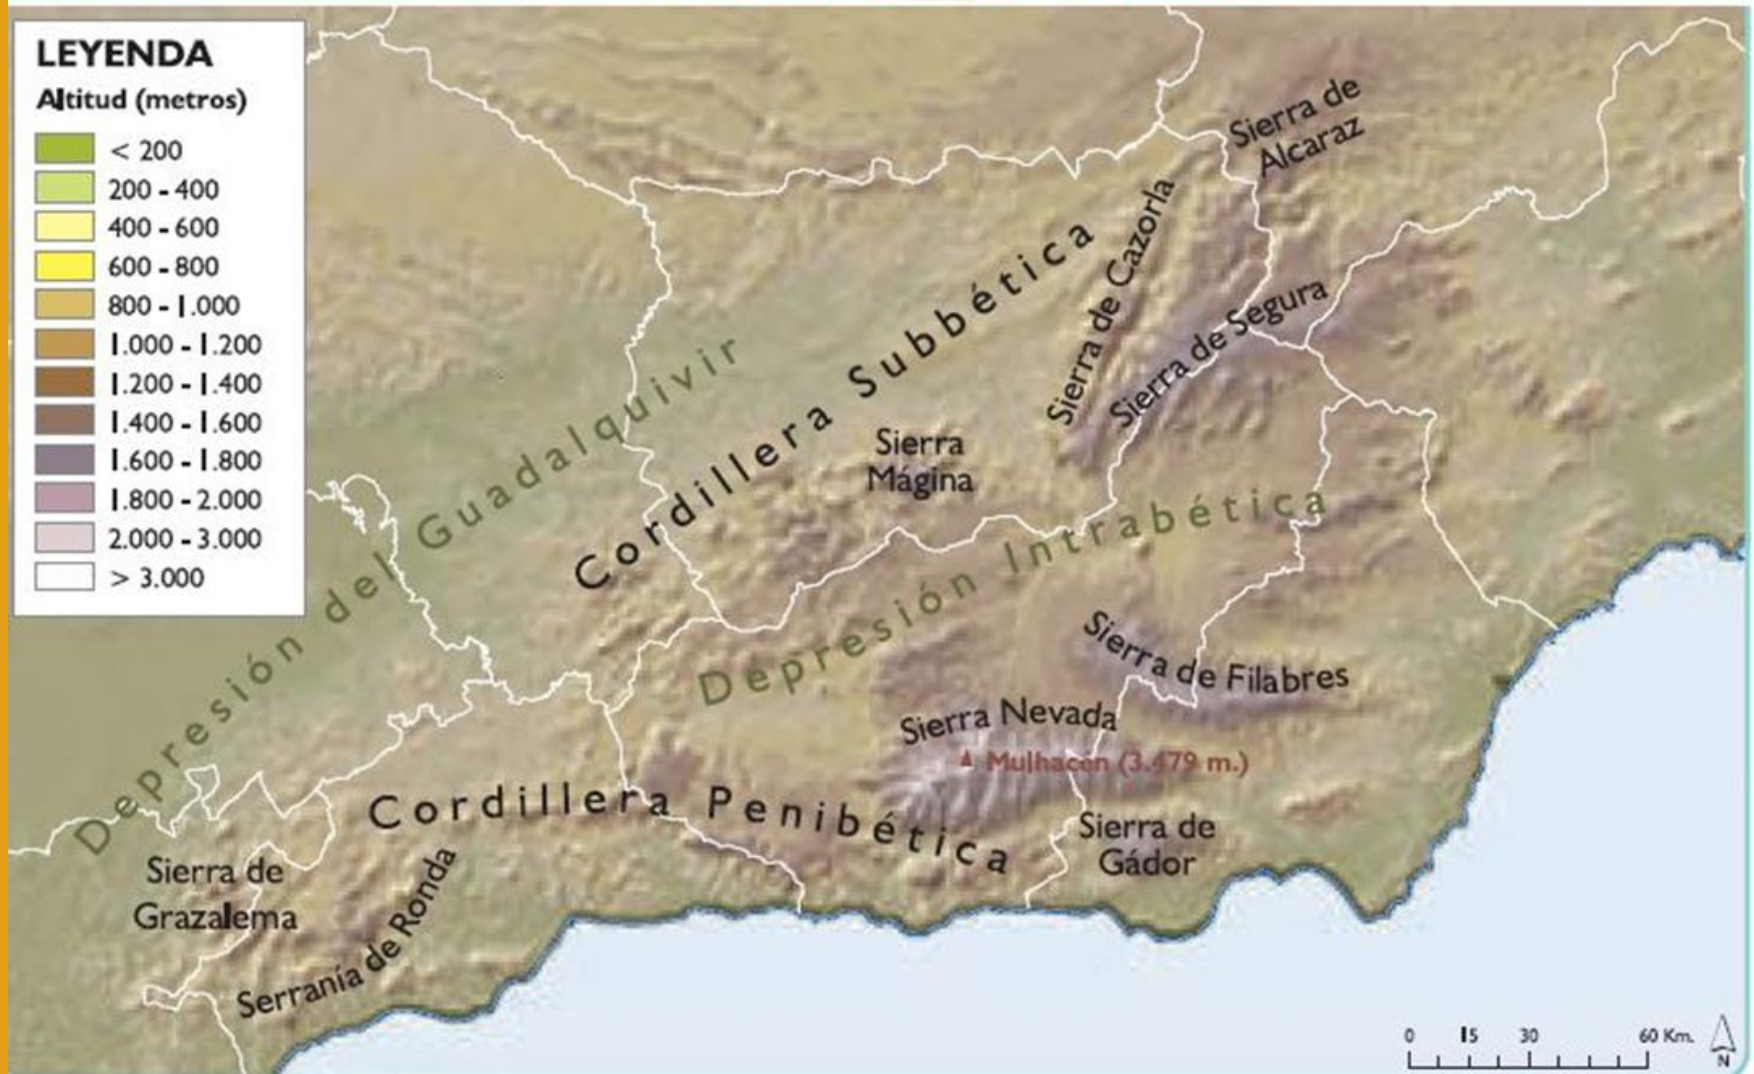 LEYENDA
Altitud (metros)
< 200
200 - 400
400 - 600
600 - 800
800 - 1.000
1.000 - 1.200
1.200 - 1.400
1.400 - 1.600
1.600 - 1.800
1.800 - 2.000
2.000 - 3.000
> 3.000
Sierra de
Alcaraz
Sierra de Cazorla
Sierra de Segura
Cordillera Subbética
Depresión del Guadalquivir
Sierra
Mágina
Depresión Intrabética
Sierra de Filabres
Sierra Nevada
Mulhacén (3.479 m.)
Cordillera Penibética
Sierra de
Gádor
Sierra de
Grazalema
Serranía de Ronda
0 15 30 60 Km.
N